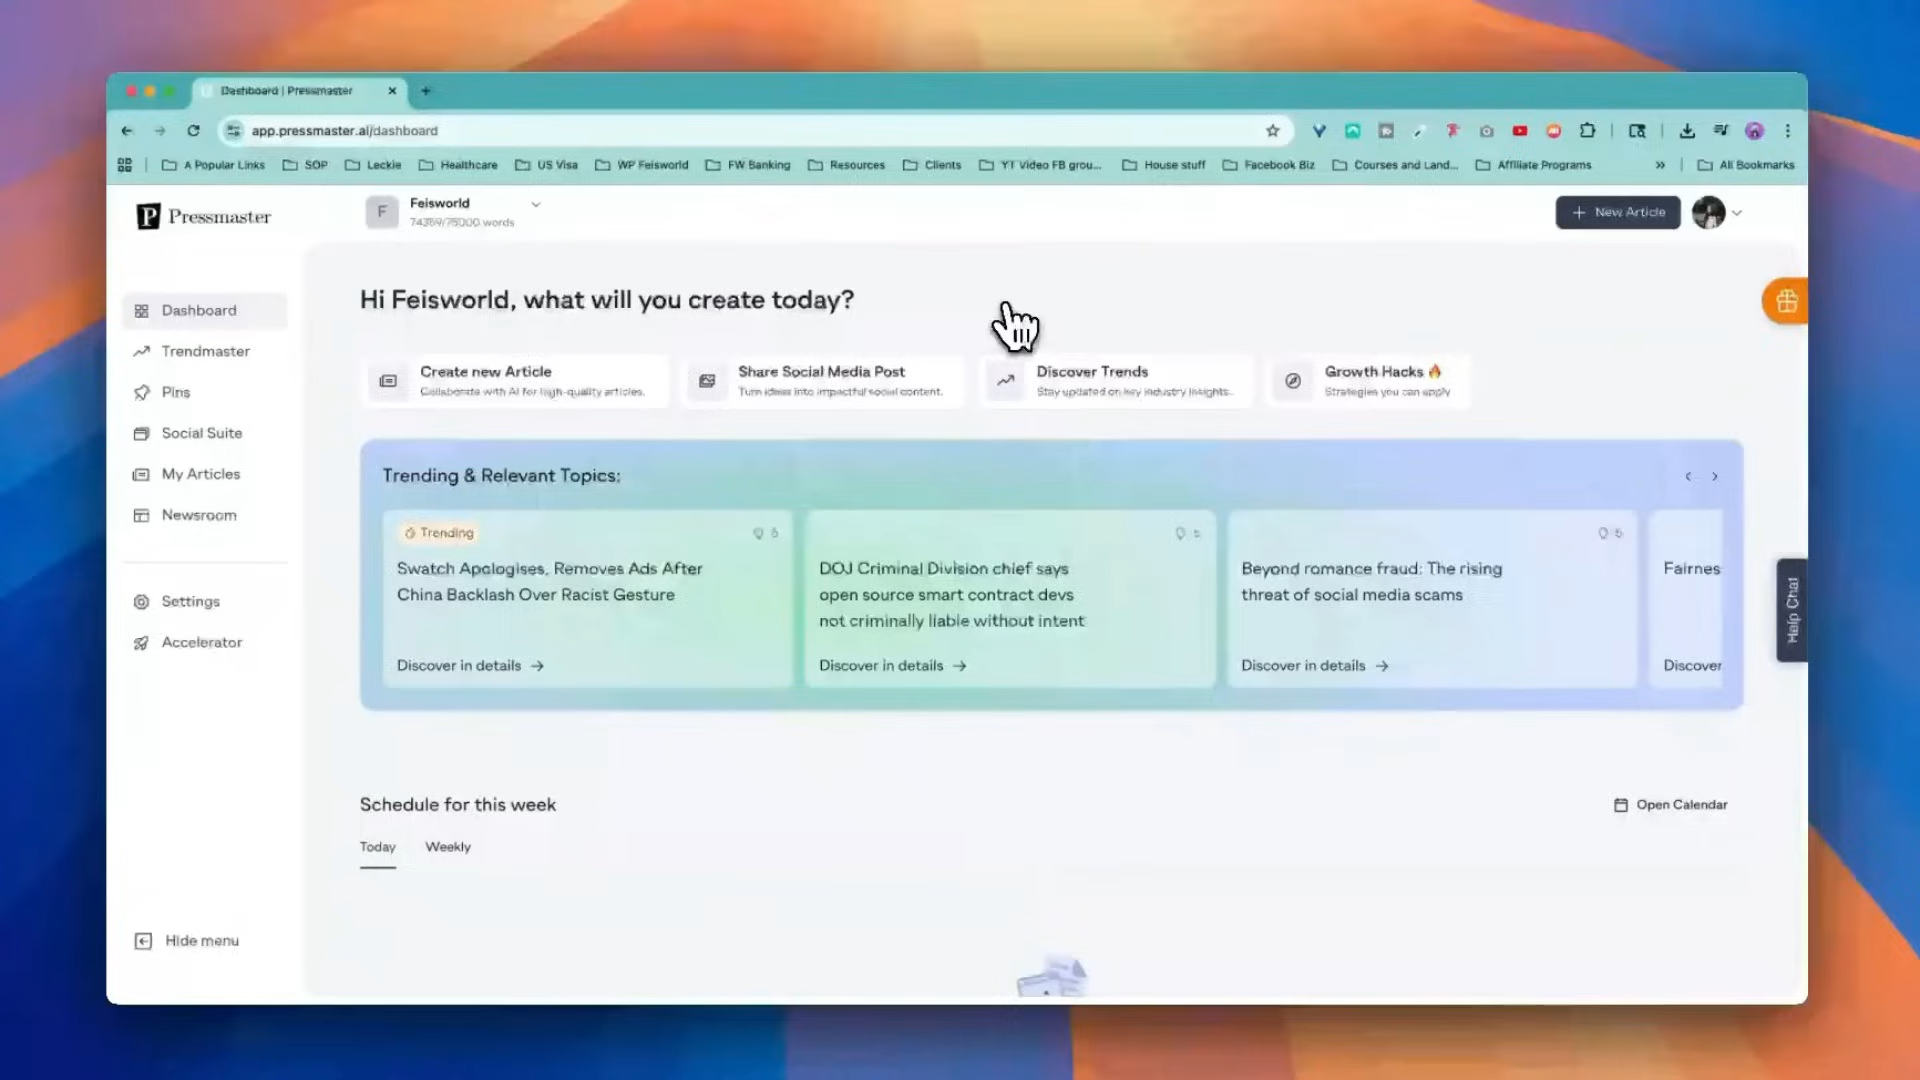 Dashboard | Pressmaster
app.pressmaster.ai/dashboard
A Popular Links
SOP
Leckie
Healthcare
US Visa
WP Feisworld
FW Banking
Resources
Clients
YT Video FB grou...
House stuff
Facebook Biz
Courses and Land...
Affiliate Programs
»
All Bookmarks
P Pressmaster
F
Feisworld
/75000 words
+ New Article
Dashboard
Trendmaster
Pins
Social Suite
My Articles
Newsroom
Settings
Accelerator
Hide menu
Hi Feisworld, what will you create today?
Create new Article
Collaborate with AI for high-quality articles.
Share Social Media Post
Turn ideas into impactful social content.
Discover Trends
Stay updated on key industry insights.
Growth Hacks 🔥
Strategies you can apply
Trending & Relevant Topics:
Trending
Swatch Apologises, Removes Ads After
China Backlash Over Racist Gesture
Discover in details →
DOJ Criminal Division chief says
open source smart contract devs
not criminally liable without intent
Discover in details →
Beyond romance fraud: The rising
threat of social media scams
Discover in details →
Fairnes
Discover
Help Chat
Schedule for this week
Open Calendar
Today
Weekly